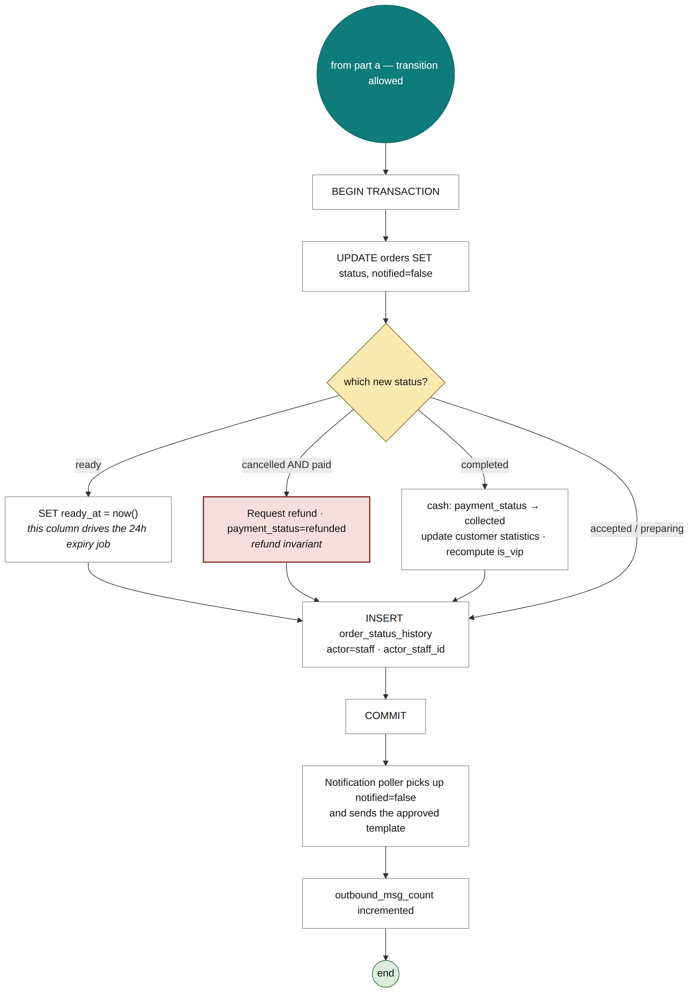 from part a — transition
allowed
BEGIN TRANSACTION
UPDATE orders SET
status, notified=false
which new status?
ready
cancelled AND paid
completed
accepted / preparing
SET ready_at = now()
this column drives the 24h
expiry job
Request refund ·
payment_status=refunded
refund invariant
cash: payment_status →
collected
update customer statistics ·
recompute is_vip
INSERT
order_status_history
actor=staff · actor_staff_id
COMMIT
Notification poller picks up
notified=false
and sends the approved
template
outbound_msg_count
incremented
end